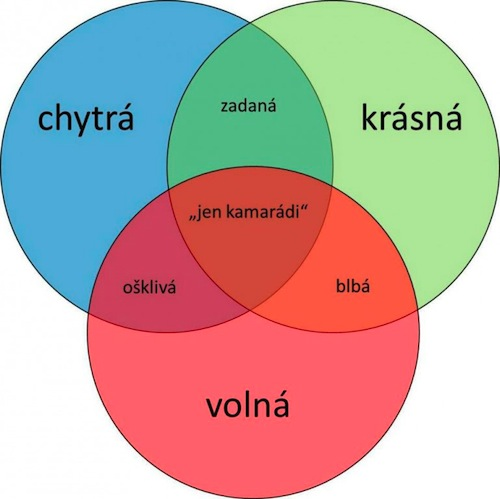 chytrá
zadaná
krásná
„jen kamarádi“
ošklivá
blbá
volná